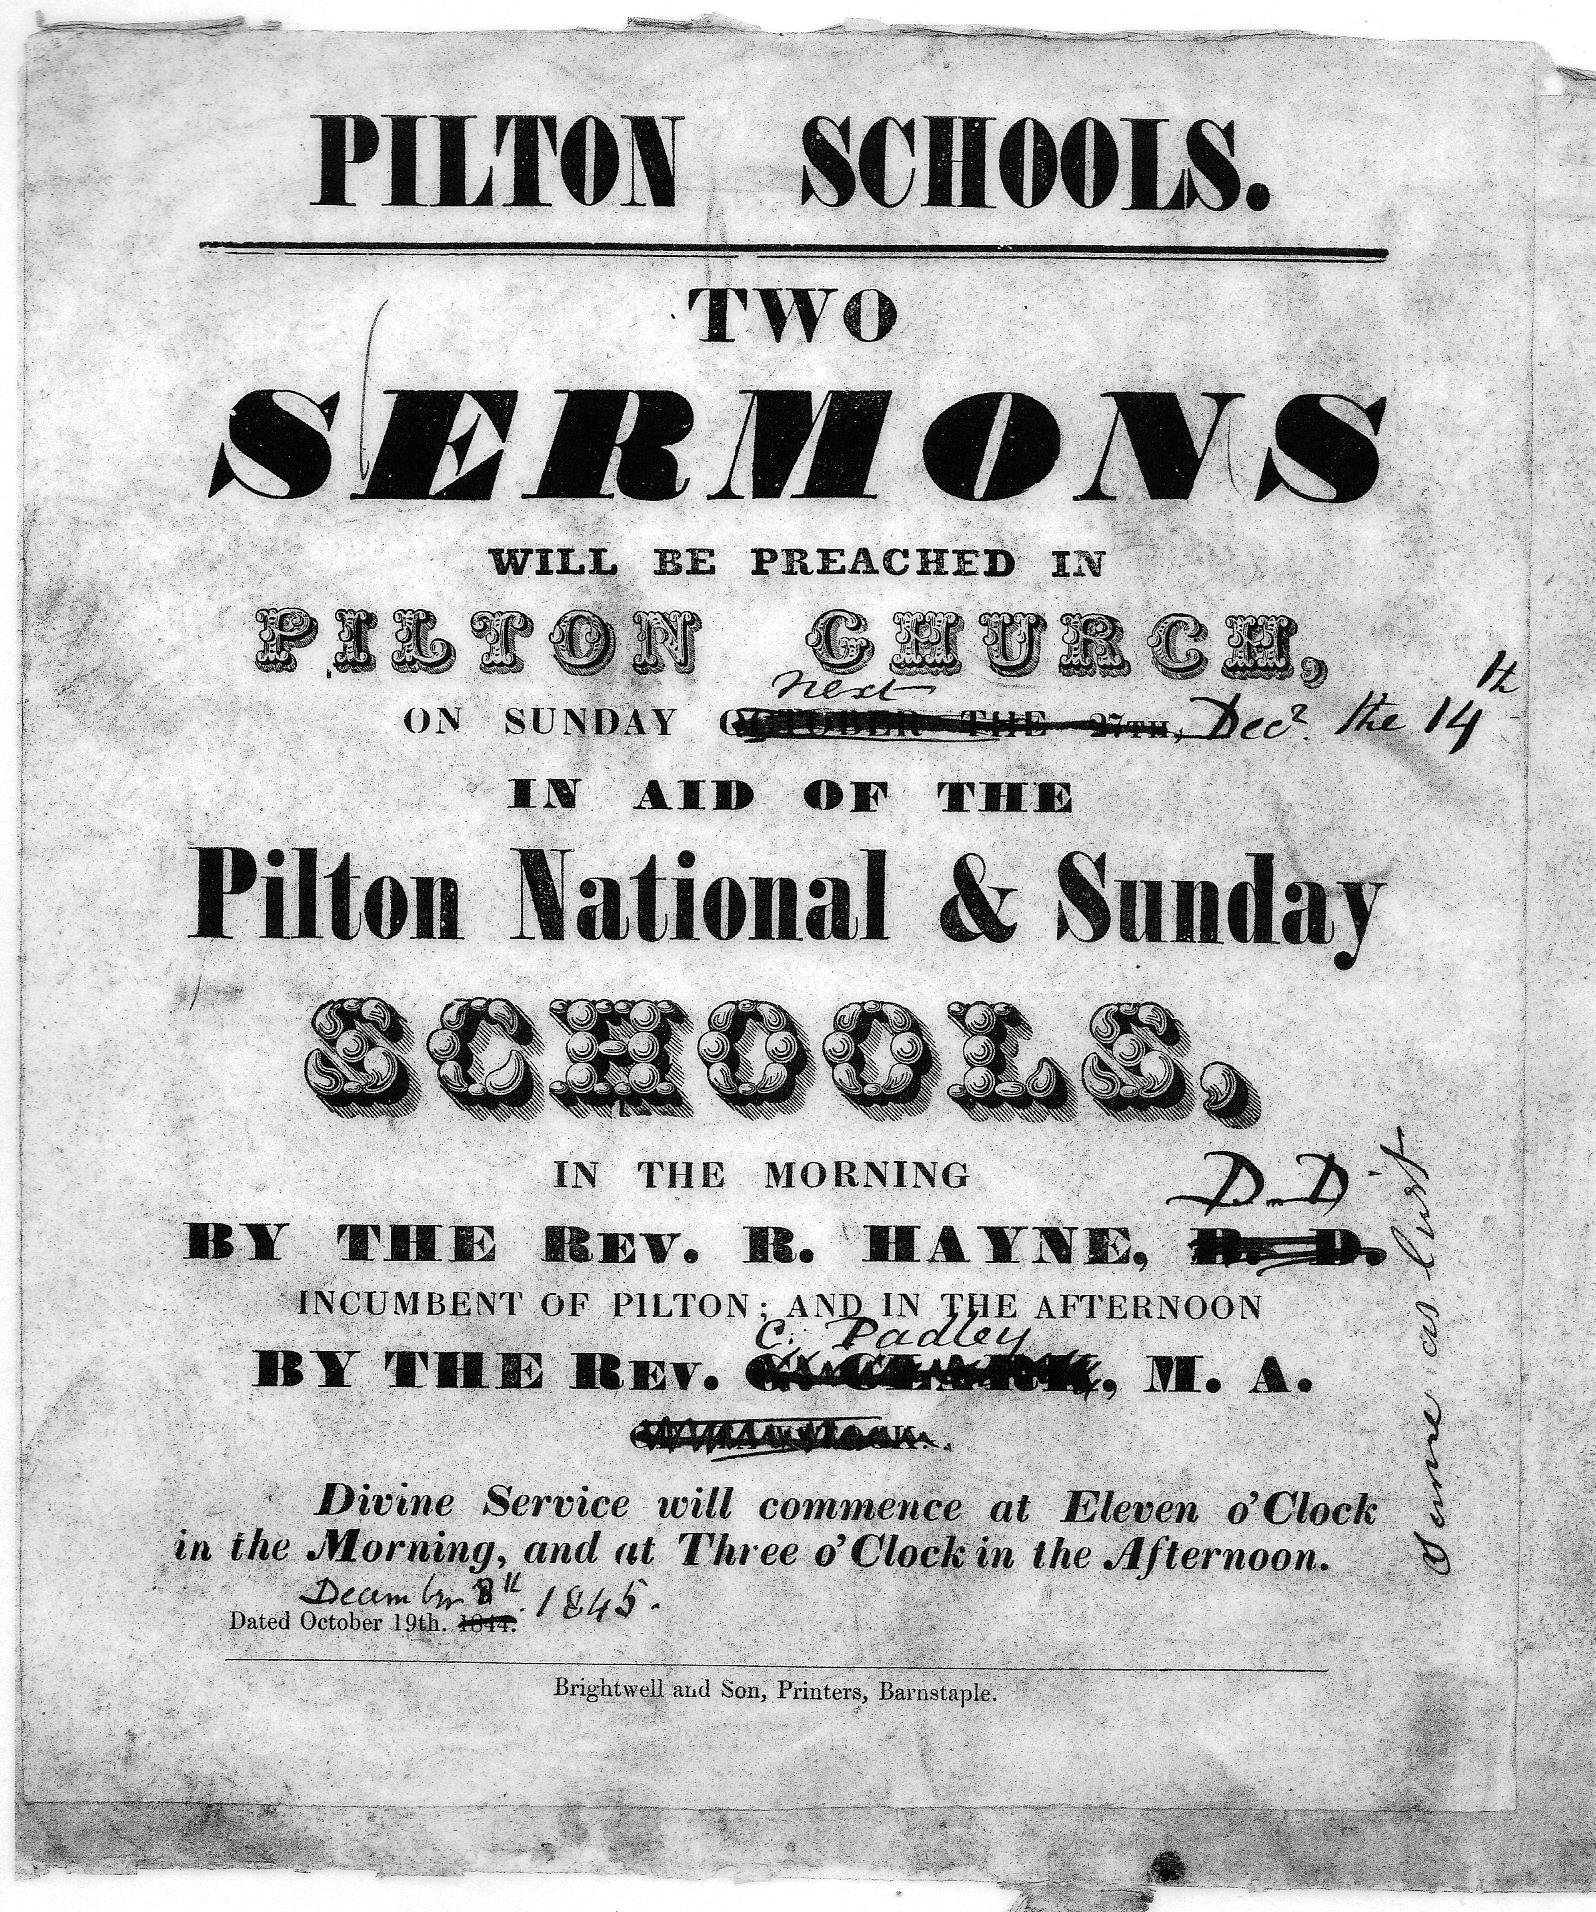 PILTON SCHOOLS.
TWO
SERMONS
WILL BE PREACHED IN
PILTON CHURCH,
next
ON SUNDAY OCTOBER THE 27TH, Decr. the 14th
IN AID OF THE
Pilton National & Sunday
SCHOOLS,
IN THE MORNING
D.D
BY THE REV. R. HAYNE, B. D.
INCUMBENT OF PILTON; AND IN THE AFTERNOON
C. Padley
BY THE REV. CLARK, M. A.
Divine Service will commence at Eleven o'Clock
in the Morning, and at Three o'Clock in the Afternoon.
December 8th. 1845.
Dated October 19th. 1844.
Brightwell and Son, Printers, Barnstaple.
Same as last